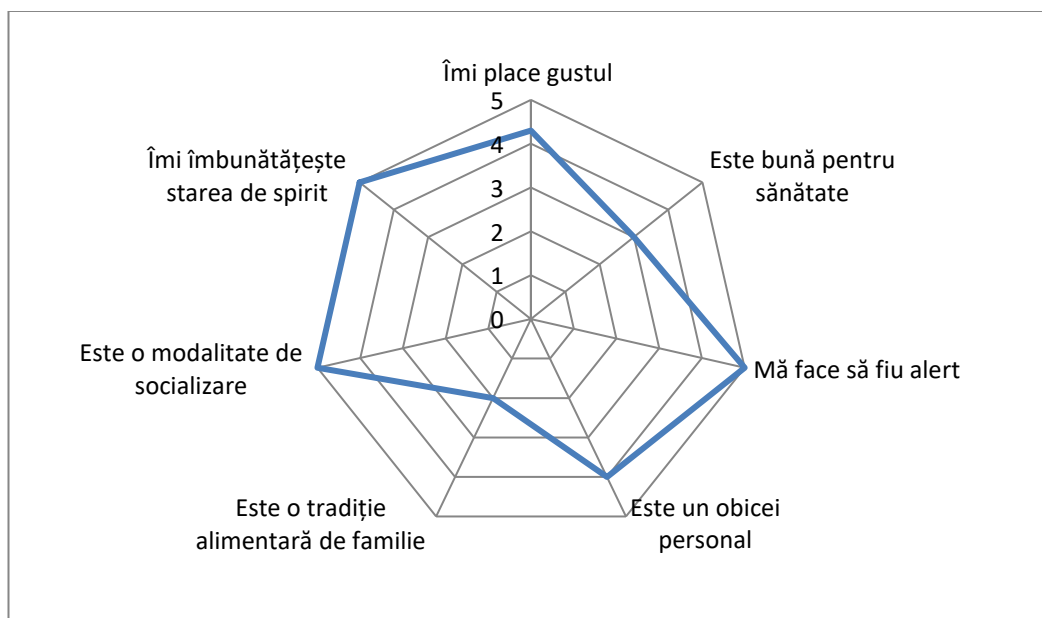 Îmi place gustul
5
4
3
2
1
0
Este bună pentru
sănătate
Mă face să fiu alert
Este un obicei
personal
Este o tradiție
alimentară de familie
Este o modalitate de
socializare
Îmi îmbunătățește
starea de spirit